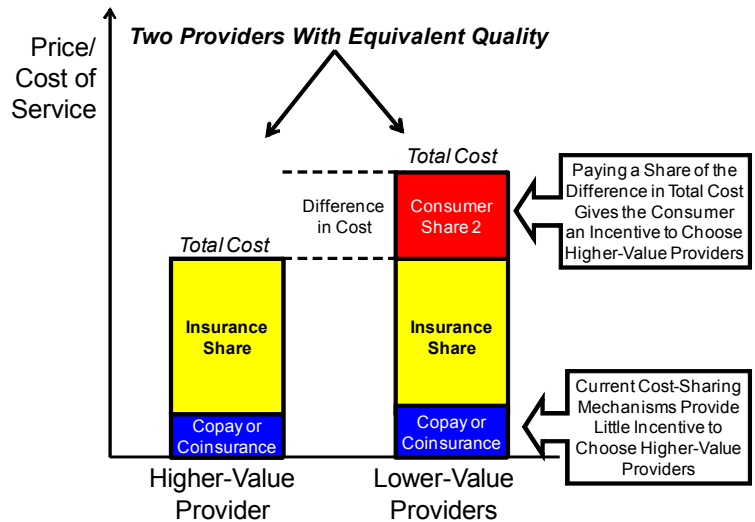 Two Providers With Equivalent Quality
Price/
Cost of
Service
Total Cost
Total Cost
Difference
in Cost
Consumer
Share 2
Paying a Share of the
Difference in Total Cost
Gives the Consumer
an Incentive to Choose
Higher-Value Providers
Insurance
Share
Insurance
Share
Copay or
Coinsurance
Copay or
Coinsurance
Current Cost-Sharing
Mechanisms Provide
Little Incentive to
Choose Higher-Value
Providers
Higher-Value
Provider
Lower-Value
Providers